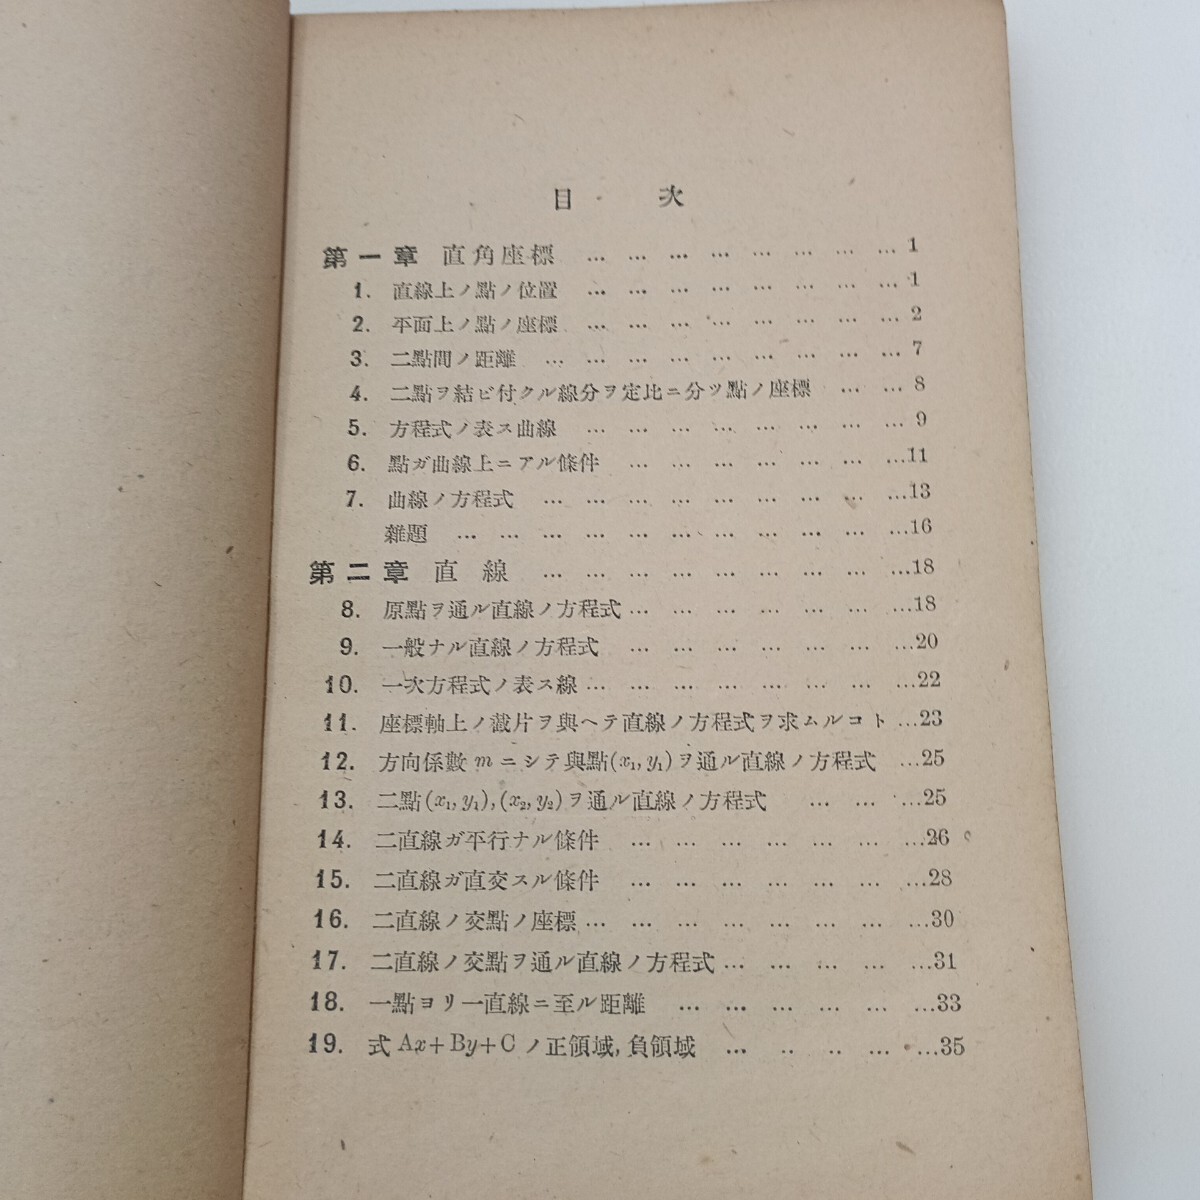 目次
第一章 直角座標 … … … … … … … … 1
1. 直線上ノ點ノ位置 … … … … … … … … 1
2. 平面上ノ點ノ座標 … … … … … … … … 2
3. 二點間ノ距離 … … … … … … … … … 7
4. 二點ヲ結ビ付クル線分ヲ定比ニ分ツ點ノ座標 … … 8
5. 方程式ノ表ス曲線 … … … … … … … … 9
6. 點ガ曲線上ニアル條件 … … … … … … …11
7. 曲線ノ方程式 … … … … … … … … …13
雜題 … … … … … … … … … … …16
第二章 直線 … … … … … … … … …18
8. 原點ヲ通ル直線ノ方程式 … … … … … … …18
9. 一般ナル直線ノ方程式 … … … … … … …20
10. 一次方程式ノ表ス線 … … … … … … … …22
11. 座標軸上ノ截片ヲ與ヘテ直線ノ方程式ヲ求ムルコト …23
12. 方向係數 m ニシテ與點(x₁, y₁)ヲ通ル直線ノ方程式 …25
13. 二點(x₁, y₁), (x₂, y₂)ヲ通ル直線ノ方程式 … … …25
14. 二直線ガ平行ナル條件 … … … … … … …26
15. 二直線ガ直交スル條件 … … … … … … …28
16. 二直線ノ交點ノ座標 … … … … … … … …30
17. 二直線ノ交點ヲ通ル直線ノ方程式 … … … … …31
18. 一點ヨリ一直線ニ至ル距離 … … … … … …33
19. 式 Ax+By+C ノ正領域, 負領域 … ‥ ‥ … …35